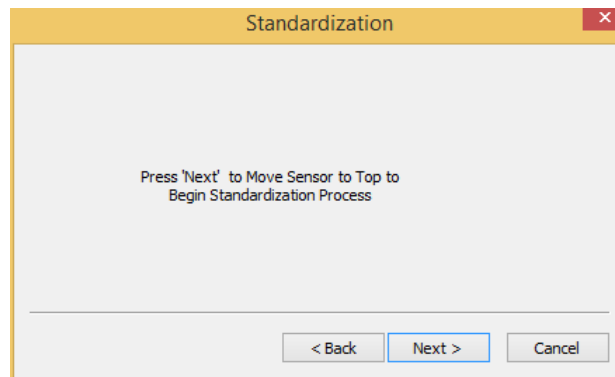 Standardization
Press 'Next'  to Move Sensor to Top to
Begin Standardization Process
< Back
Next >
Cancel